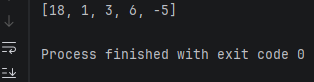 [18, 1, 3, 6, -5]
Process finished with exit code 0